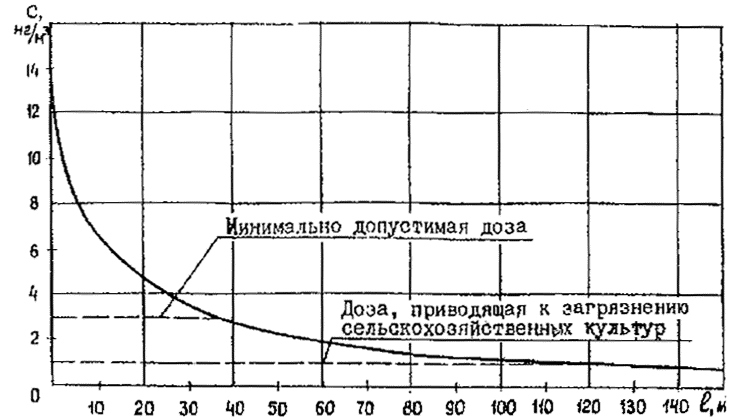 C,
мг/м³
14
12
10
8
6
4
2
0
Минимально допустимая доза
Доза, приводящая к загрязнению
сельскохозяйственных культур
10 20 30 40 50 60 70 80 90 100 110 120 130 140 ℓ,м